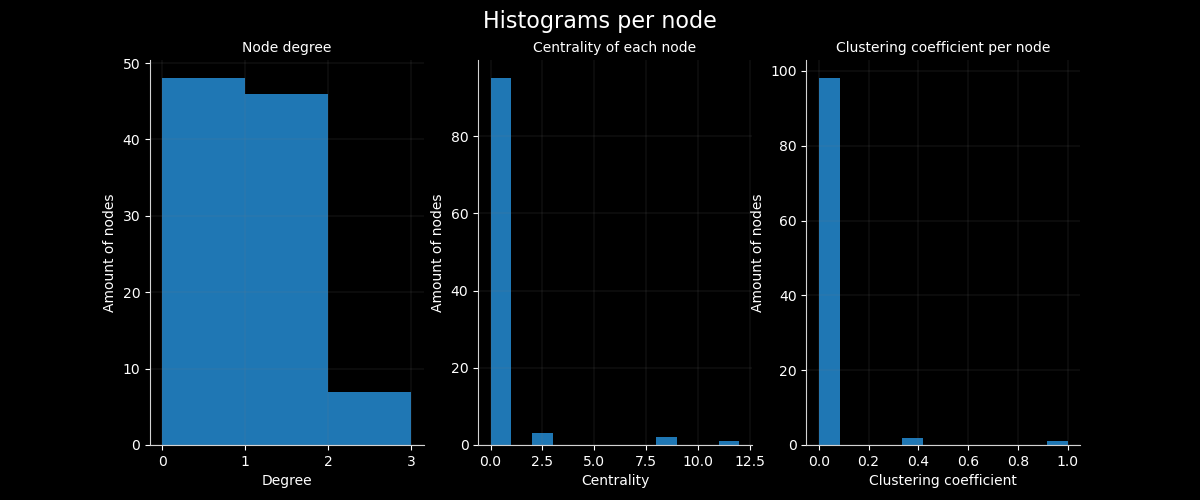 Histograms per node
Node degree
Amount of nodes
50
40
30
20
10
0
0 1 2 3
Degree
Centrality of each node
Amount of nodes
80
60
40
20
0
0.0 2.5 5.0 7.5 10.0 12.5
Centrality
Clustering coefficient per node
Amount of nodes
100
80
60
40
20
0
0.0 0.2 0.4 0.6 0.8 1.0
Clustering coefficient